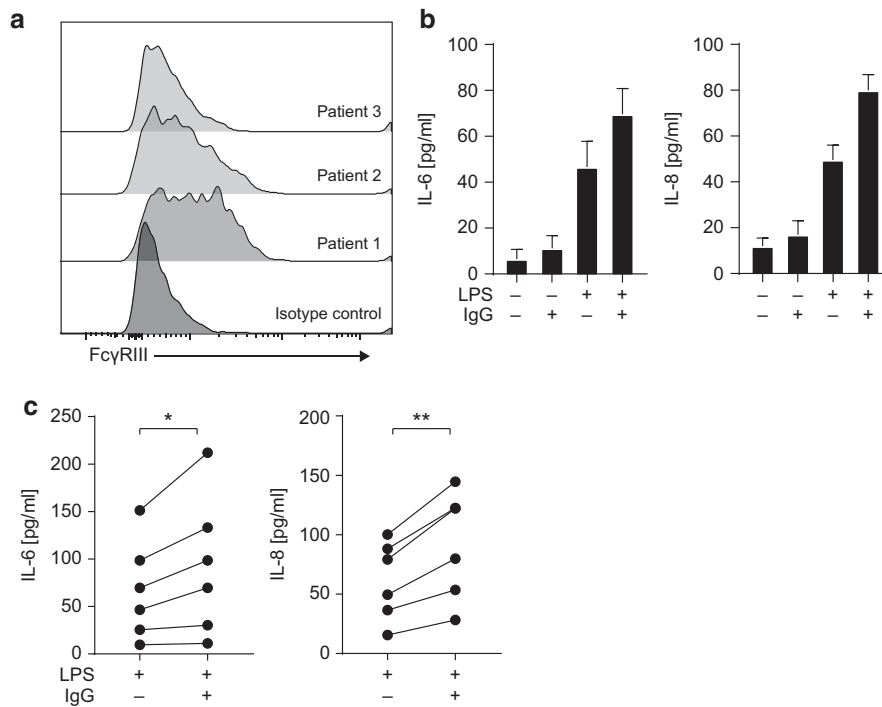 a
Patient 3
Patient 2
Patient 1
Isotype control
FcγRIII
b
100
80
60
40
20
0
IL-6 [pg/ml]
LPS – – + +
IgG – + – +
100
80
60
40
20
0
IL-8 [pg/ml]
– – + +
– + – +
c
250
200
150
100
50
0
IL-6 [pg/ml]
*
LPS + +
IgG – +
200
150
100
50
0
IL-8 [pg/ml]
**
+ +
– +